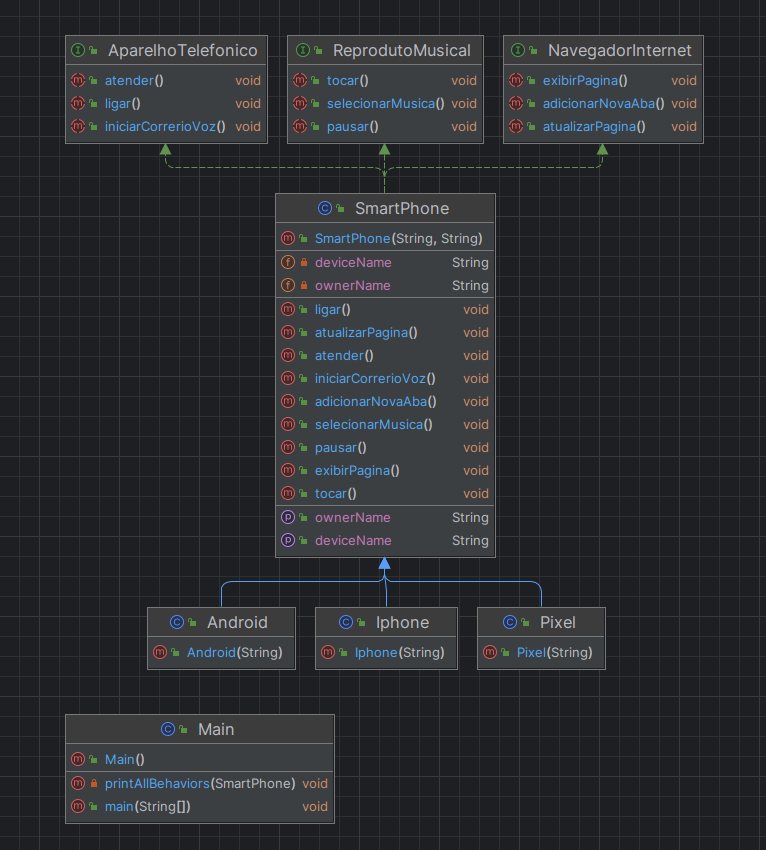 AparelhoTelefonico
atender() void
ligar() void
iniciarCorrerioVoz() void
ReprodutoMusical
tocar() void
selecionarMusica() void
pausar() void
NavegadorInternet
exibirPagina() void
adicionarNovaAba() void
atualizarPagina() void
SmartPhone
SmartPhone(String, String)
deviceName String
ownerName String
ligar() void
atualizarPagina() void
atender() void
iniciarCorrerioVoz() void
adicionarNovaAba() void
selecionarMusica() void
pausar() void
exibirPagina() void
tocar() void
ownerName String
deviceName String
Android
Android(String)
Iphone
Iphone(String)
Pixel
Pixel(String)
Main
Main()
printAllBehaviors(SmartPhone) void
main(String[]) void